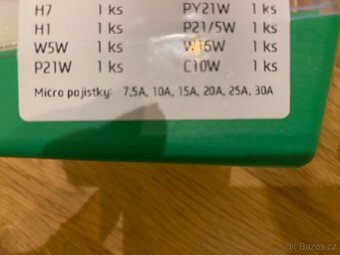 H7 1 ks PY21W 1 ks
H1 1 ks P21/5W 1 ks
W5W 1 ks W16W 1 ks
P21W 1 ks C10W 1 ks
Micro pojistky: 7,5A, 10A, 15A, 20A, 25A, 30A
© Bazos.cz